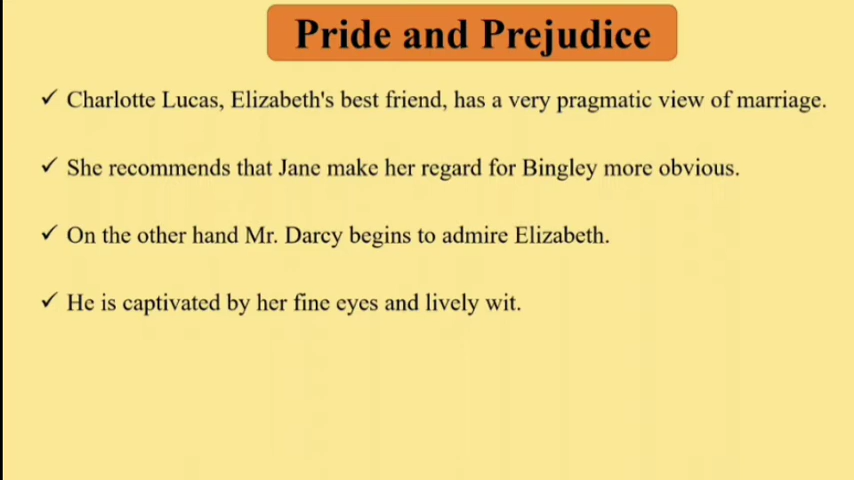 Pride and Prejudice
✓ Charlotte Lucas, Elizabeth's best friend, has a very pragmatic view of marriage.
✓ She recommends that Jane make her regard for Bingley more obvious.
✓ On the other hand Mr. Darcy begins to admire Elizabeth.
✓ He is captivated by her fine eyes and lively wit.